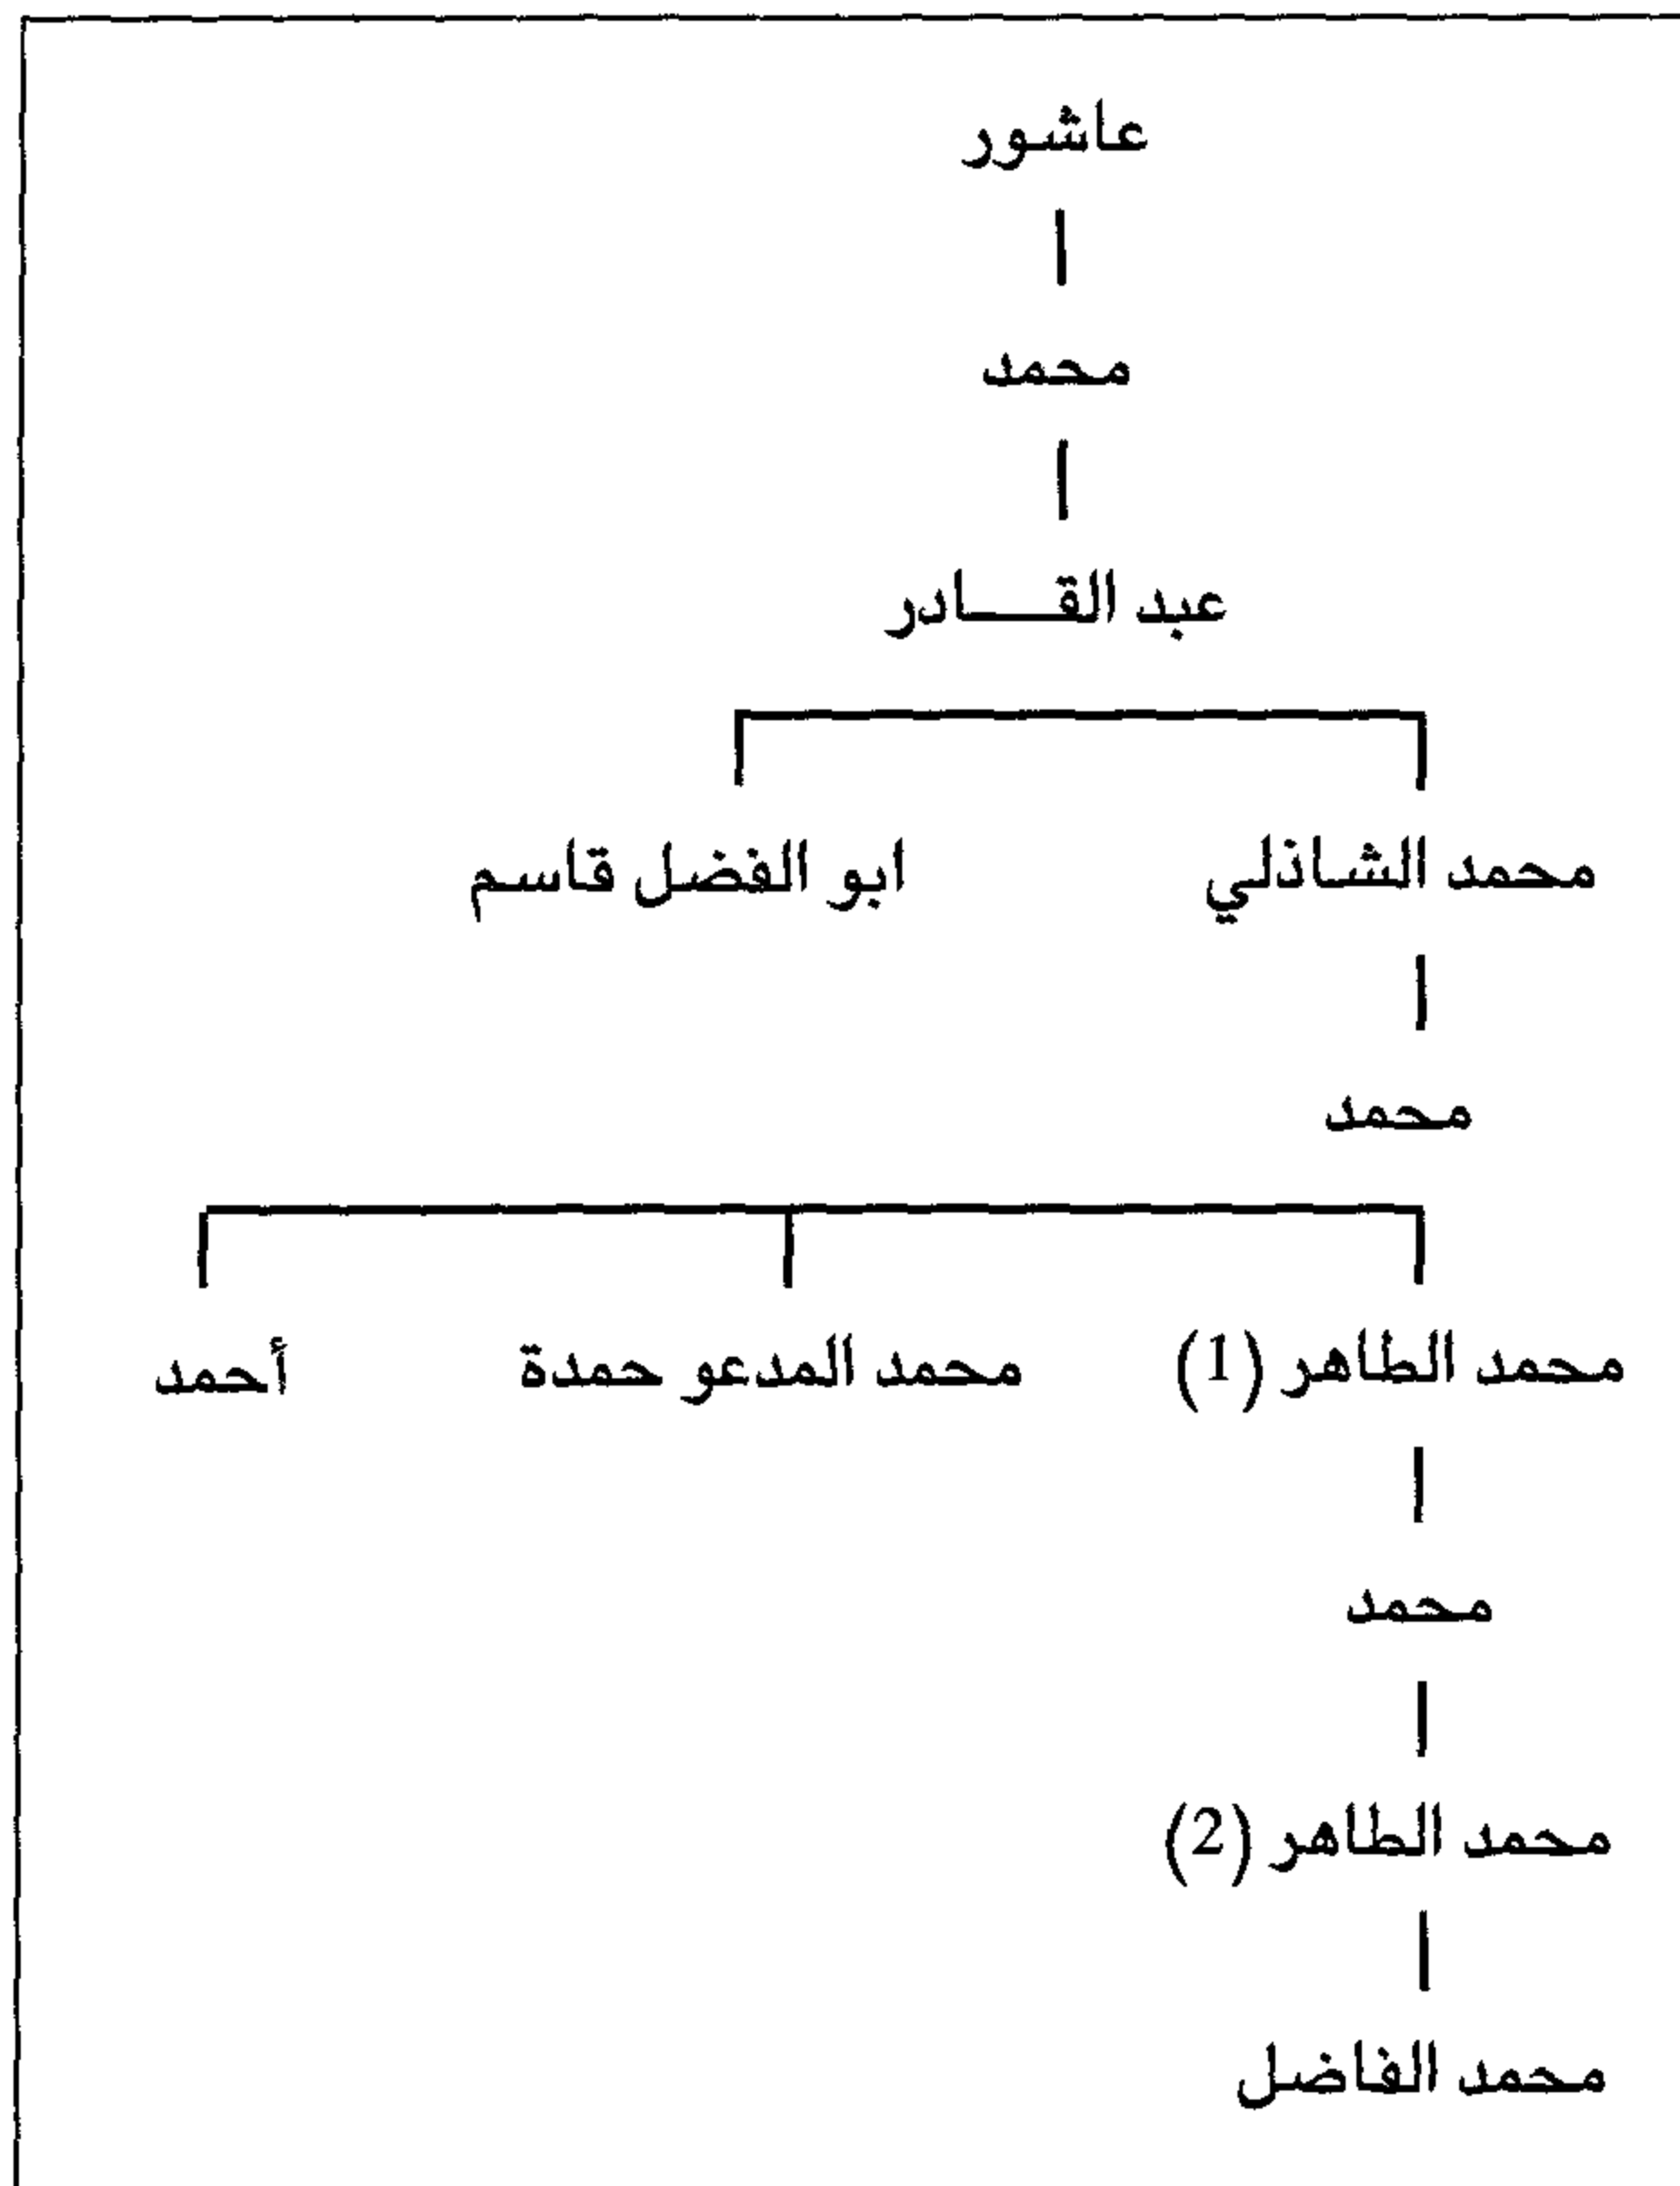 عاشور
محمد
عبد القـــادر
محمد الشاذلي ابو الفضل قاسم
محمد
محمد الطاهر (1) محمد المدعو حمدة أحمد
محمد
محمد الطاهر (2)
محمد الفاضل